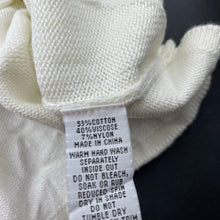 53%COTTON
40%VISCOSE
7%NYLON
MADE IN CHINA
WARM HAND WASH
SEPARATELY
INSIDE OUT
DO NOT BLEACH,
SOAK OR RUB
REDUCED SPIN
DRY IN SHADE
DO NOT
TUMBLE DRY